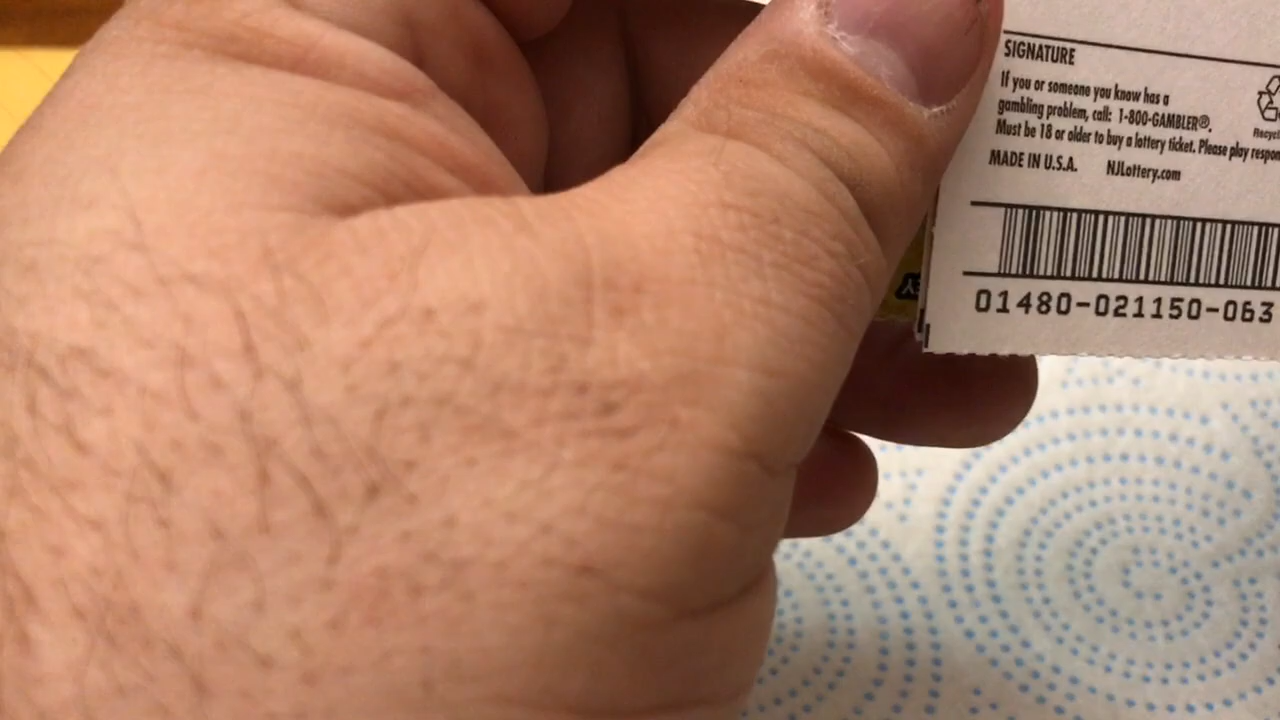 SIGNATURE
If you or someone you know has a
gambling problem, call: 1-800-GAMBLER®.
Must be 18 or older to buy a lottery ticket. Please play
MADE IN U.S.A. NJLottery.com
01480-021150-063